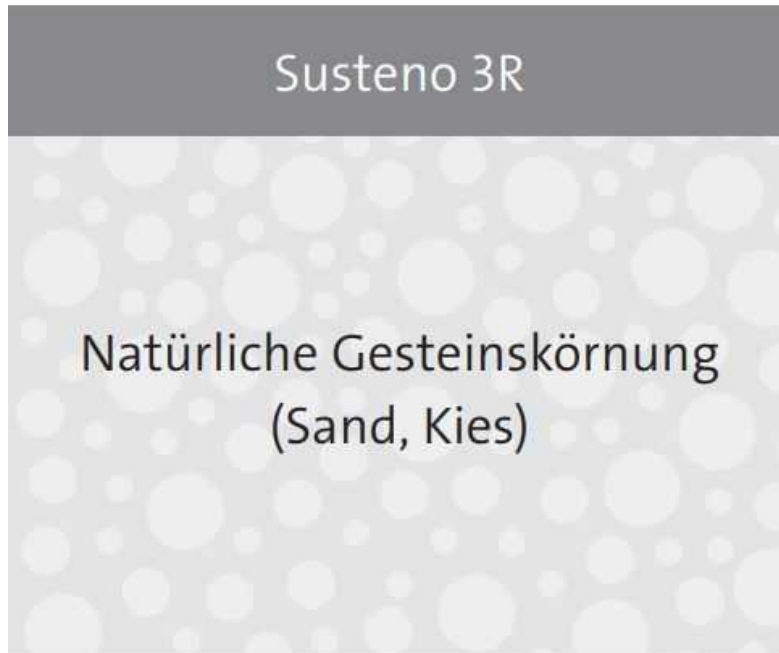 Susteno 3R
Natürliche Gesteinskörnung
(Sand, Kies)